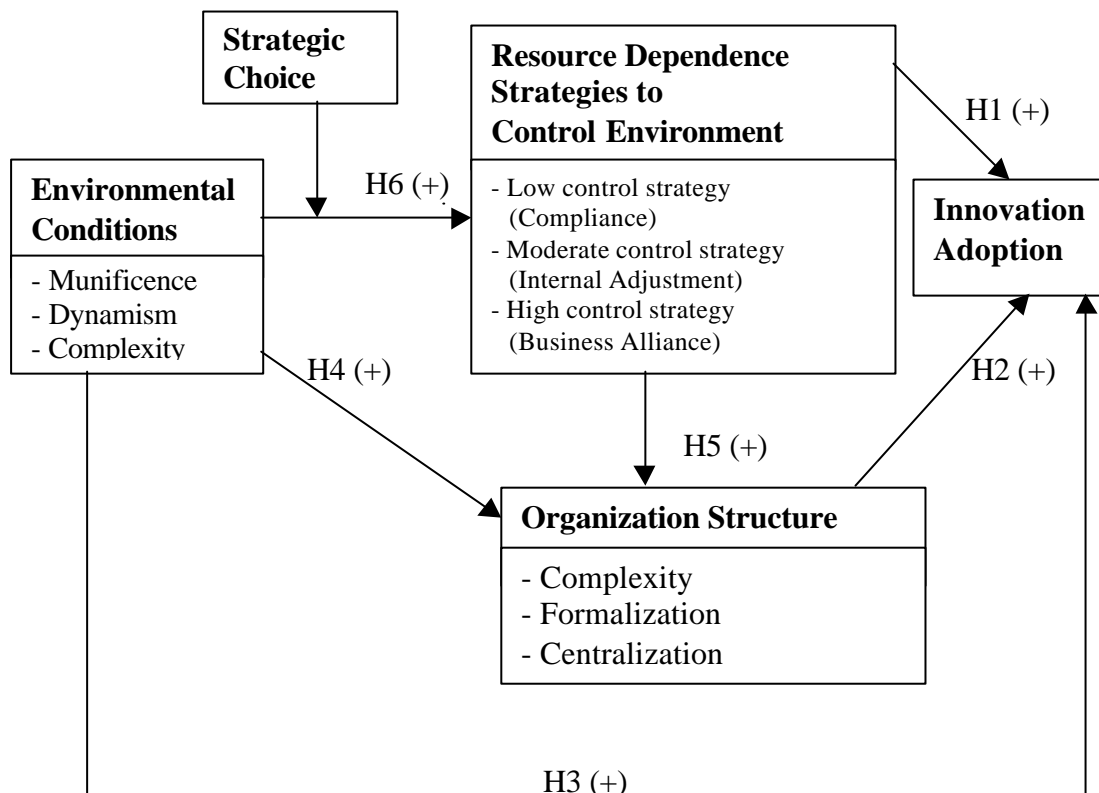 Strategic
Choice
Resource Dependence
Strategies to
Control Environment
H1 (+)
Environmental
Conditions
H6 (+)
- Low control strategy
(Compliance)
- Moderate control strategy
(Internal Adjustment)
- High control strategy
(Business Alliance)
Innovation
Adoption
- Munificence
- Dynamism
- Complexity
H4 (+)
H2 (+)
H5 (+)
Organization Structure
- Complexity
- Formalization
- Centralization
H3 (+)